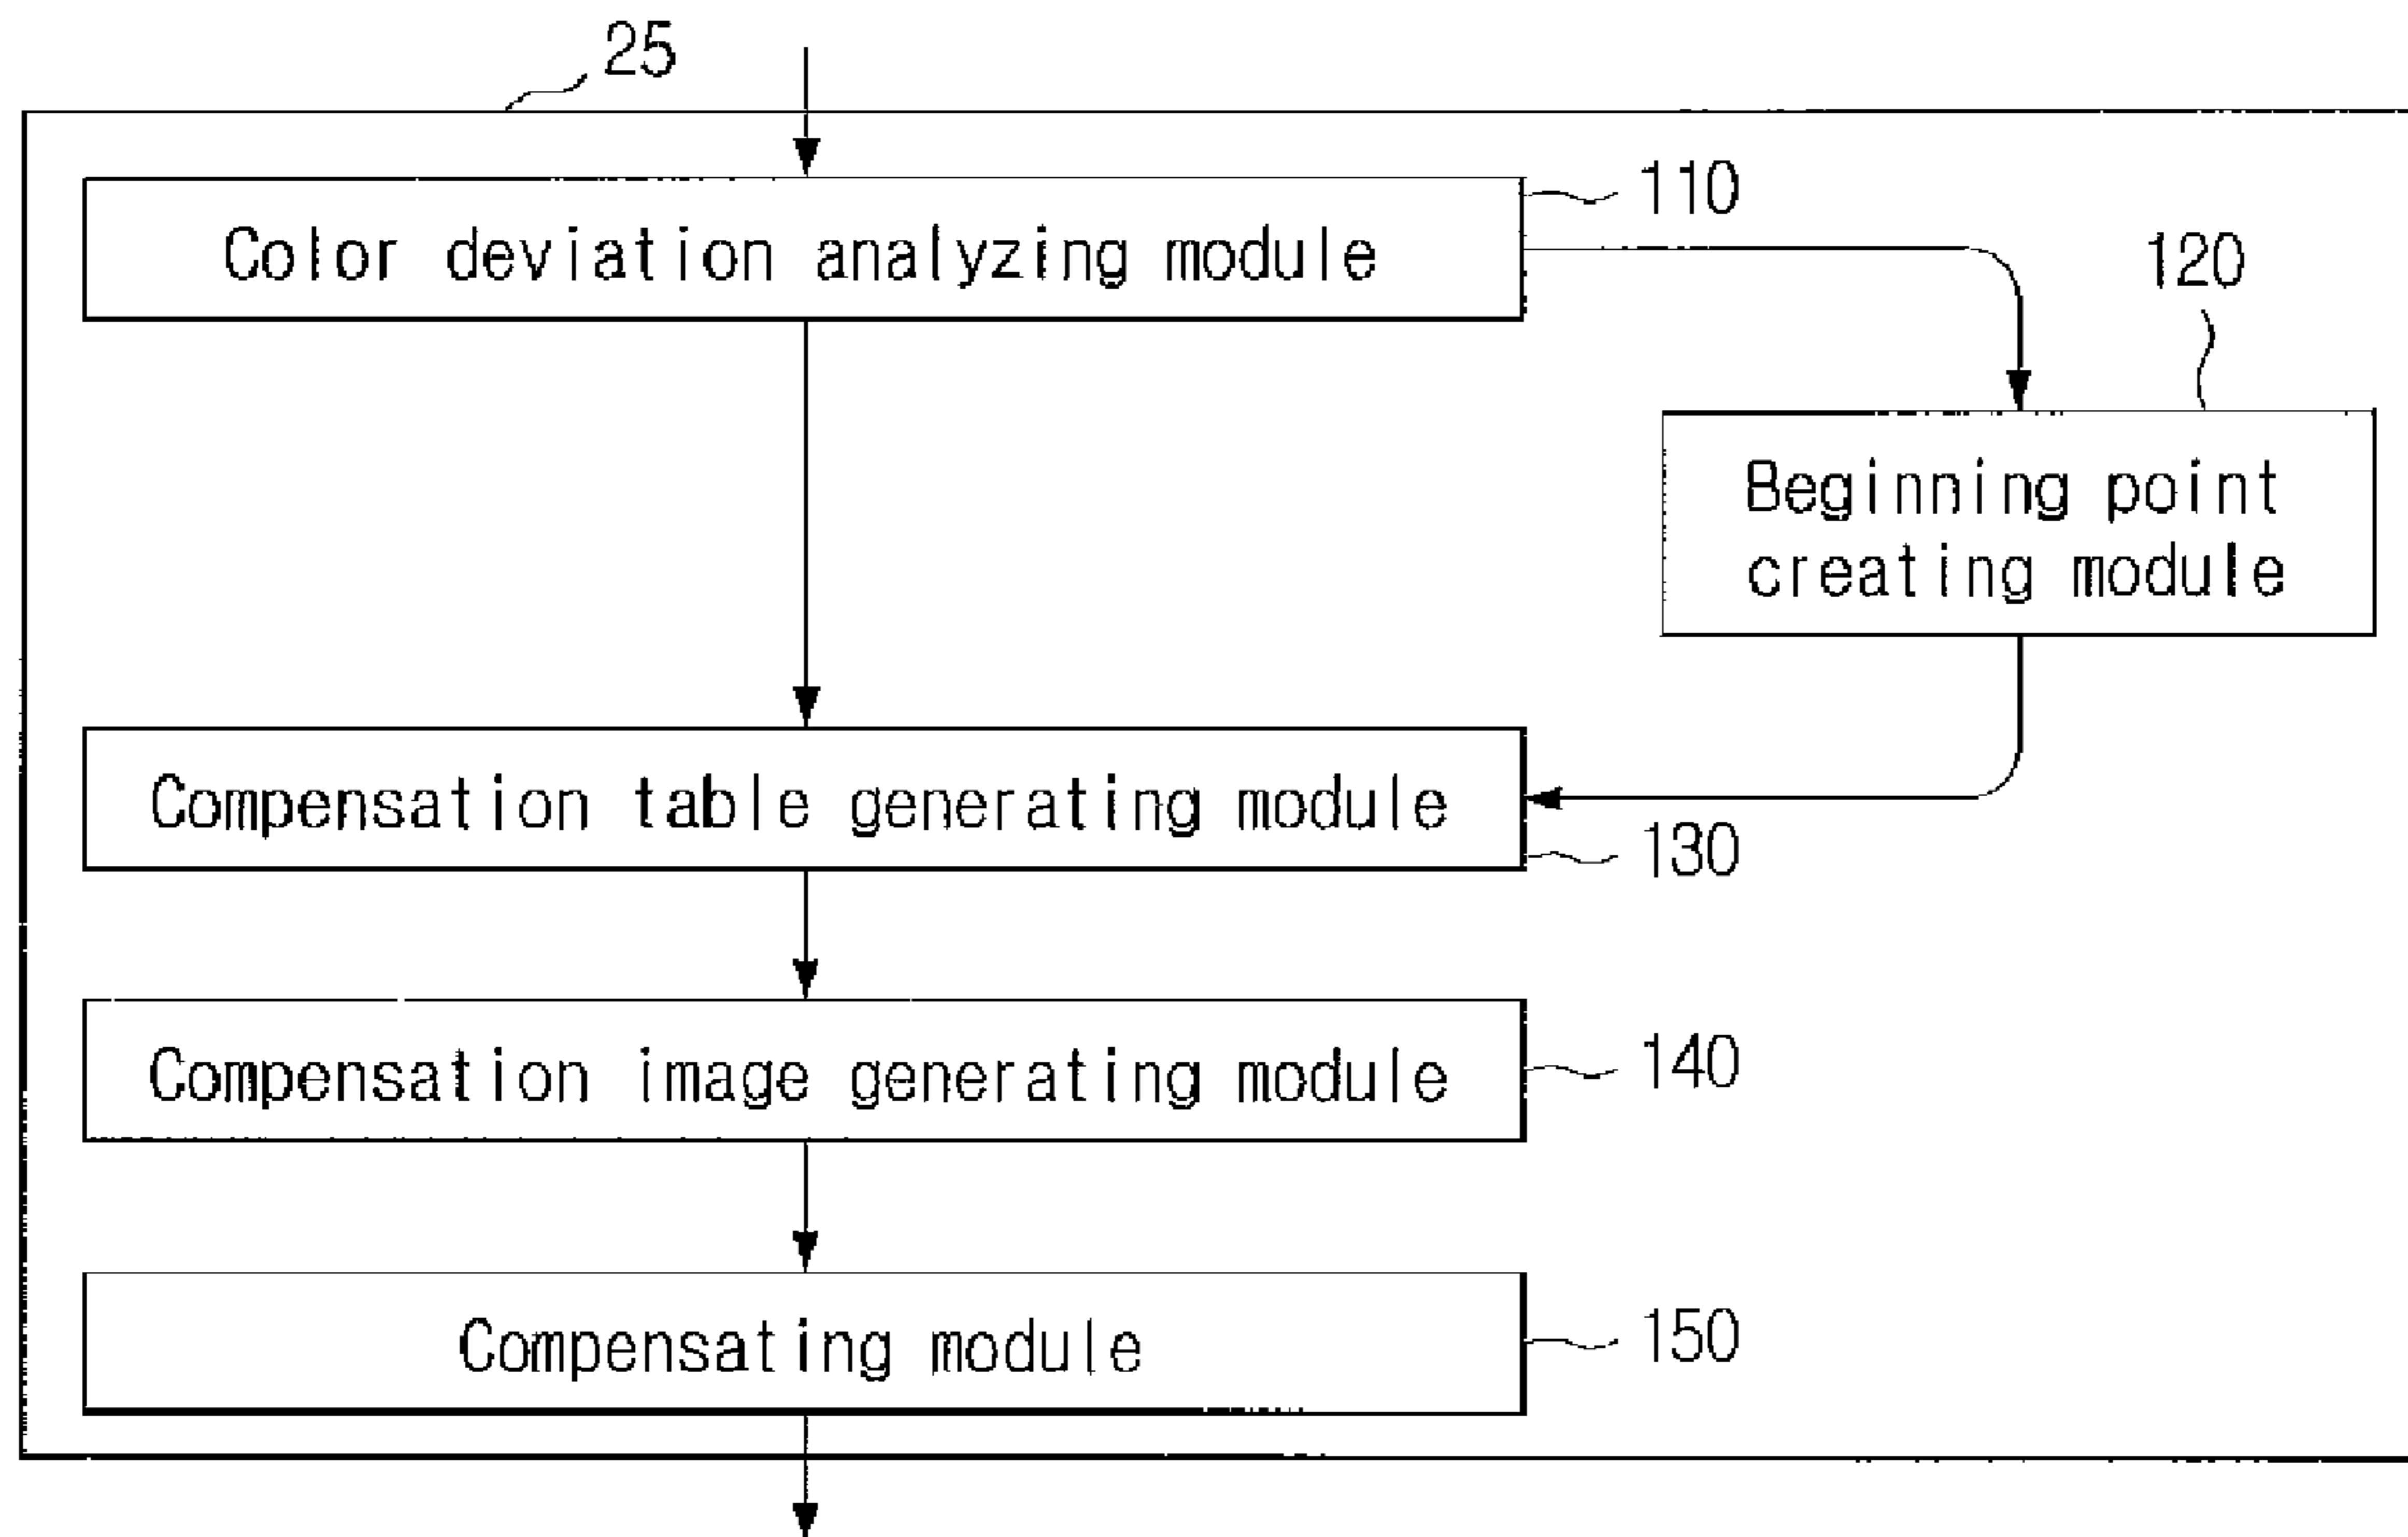 25
Color deviation analyzing module
110
120
Beginning point
creating module
Compensation table generating module
130
Compensation image generating module
140
Compensating module
150